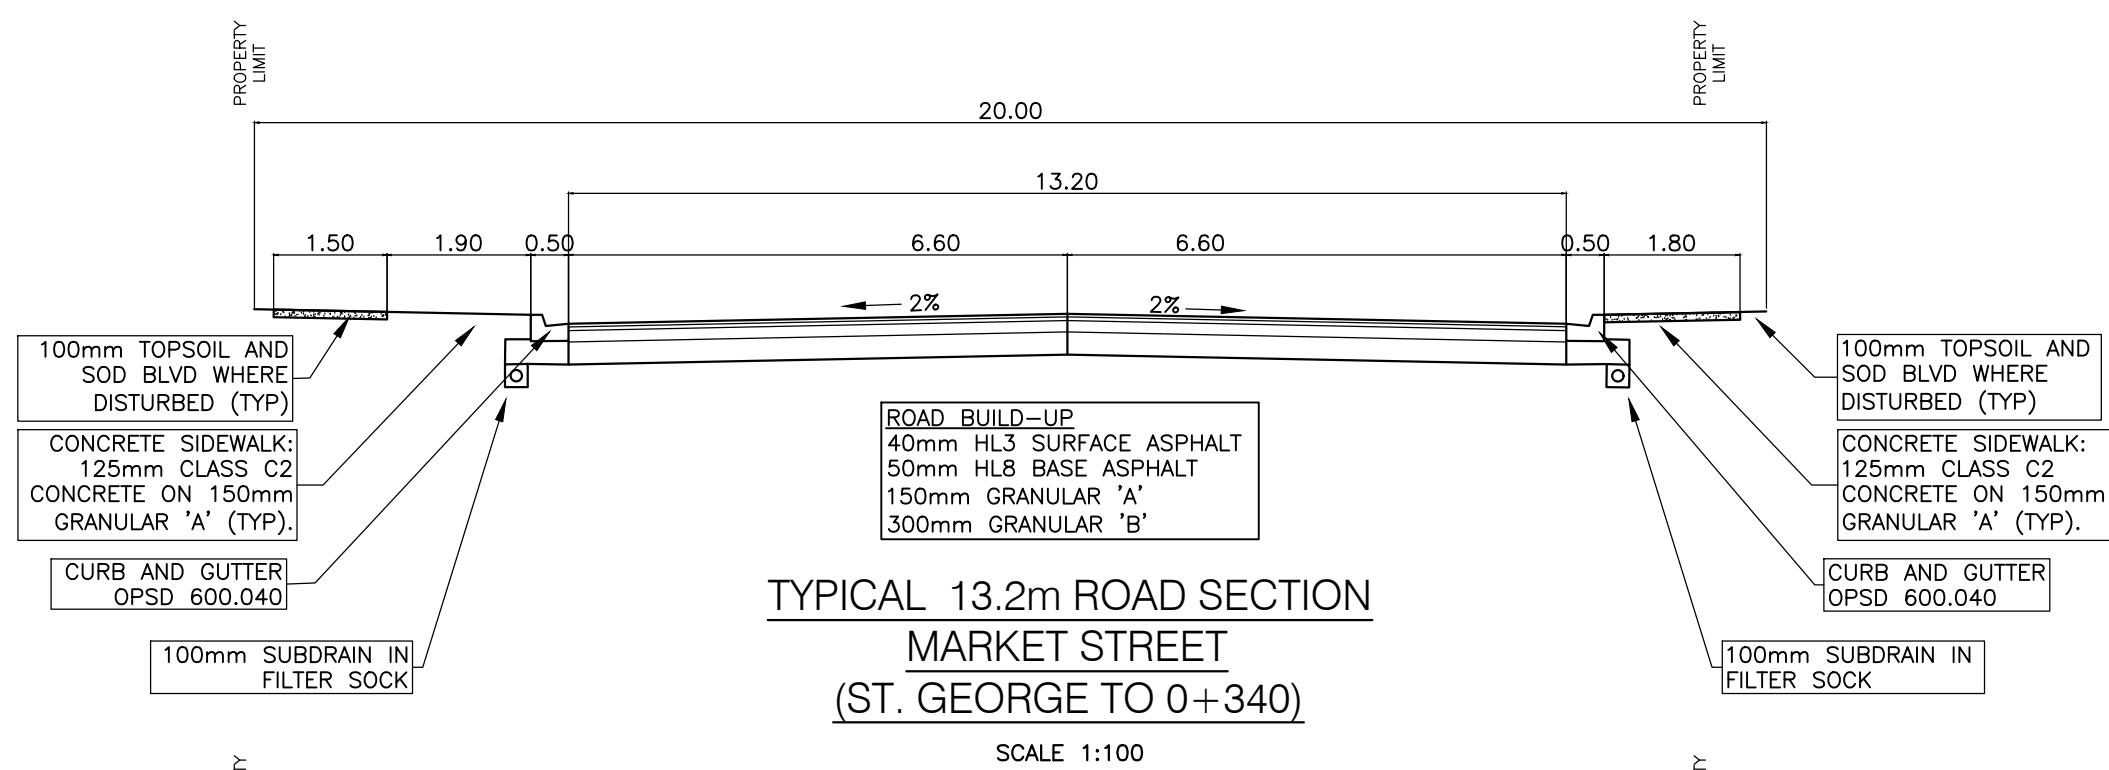 PROPERTY
LIMIT
PROPERTY
LIMIT
20.00
13.20
1.50
1.90
0.50
6.60
6.60
0.50
1.80
2%
2%
100mm TOPSOIL AND
SOD BLVD WHERE
DISTURBED (TYP)
CONCRETE SIDEWALK:
125mm CLASS C2
CONCRETE ON 150mm
GRANULAR 'A' (TYP).
CURB AND GUTTER
OPSD 600.040
100mm SUBDRAIN IN
FILTER SOCK
ROAD BUILD-UP
40mm HL3 SURFACE ASPHALT
50mm HL8 BASE ASPHALT
150mm GRANULAR 'A'
300mm GRANULAR 'B'
100mm TOPSOIL AND
SOD BLVD WHERE
DISTURBED (TYP)
CONCRETE SIDEWALK:
125mm CLASS C2
CONCRETE ON 150mm
GRANULAR 'A' (TYP).
CURB AND GUTTER
OPSD 600.040
100mm SUBDRAIN IN
FILTER SOCK
TYPICAL 13.2m ROAD SECTION
MARKET STREET
(ST. GEORGE TO 0+340)
SCALE 1:100
TY
TY